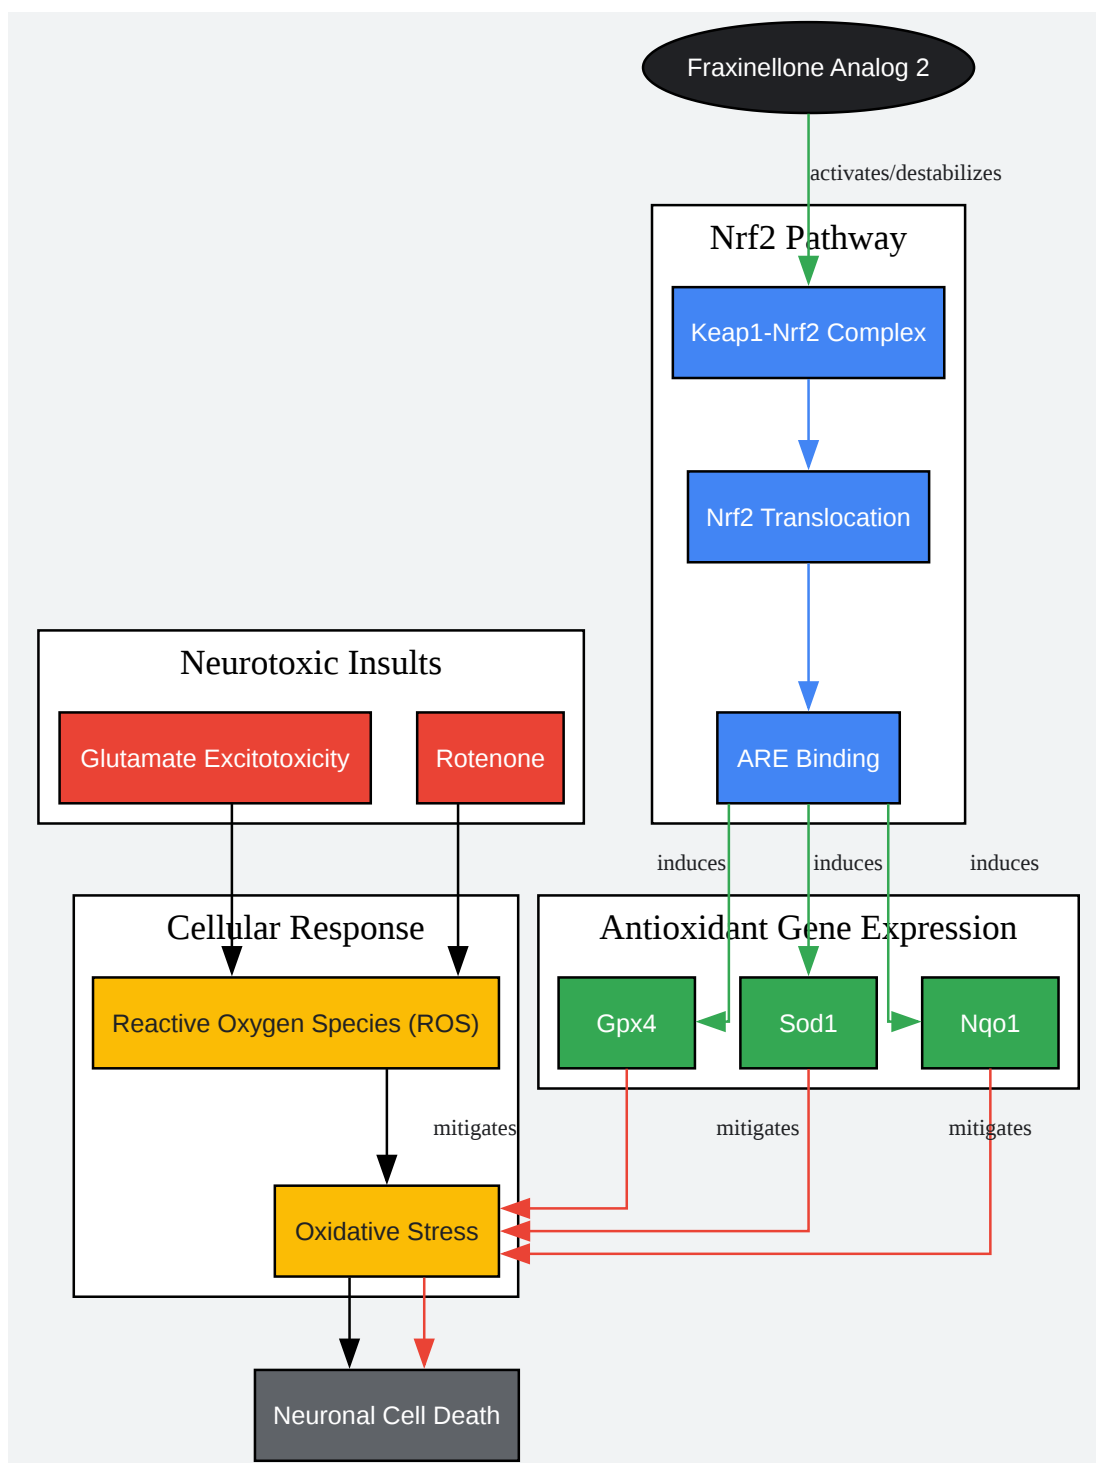 Fraxinellone Analog 2
activates/destabilizes
Nrf2 Pathway
Keap1-Nrf2 Complex
Nrf2 Translocation
Neurotoxic Insults
Glutamate Excitotoxicity
Rotenone
ARE Binding
induces
induces
induces
Cellular Response
Antioxidant Gene Expression
Reactive Oxygen Species (ROS)
Gpx4
Sod1
Nqo1
mitigates
mitigates
mitigates
Oxidative Stress
Neuronal Cell Death